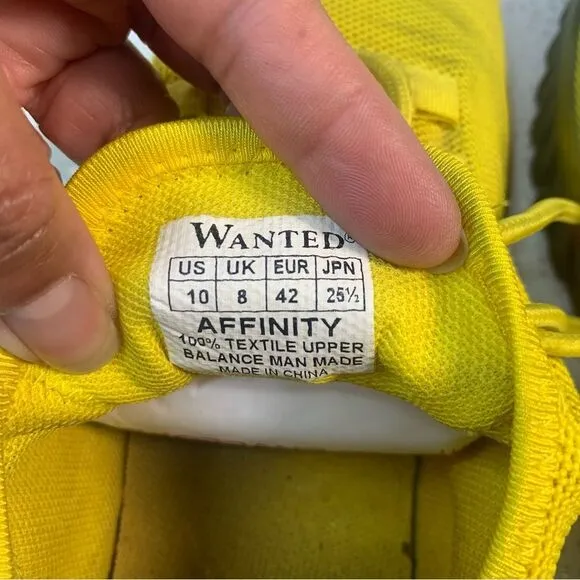 WANTED®
US UK EUR JPN
10 8 42 25½
AFFINITY
100% TEXTILE UPPER
BALANCE MAN MADE
MADE IN CHINA